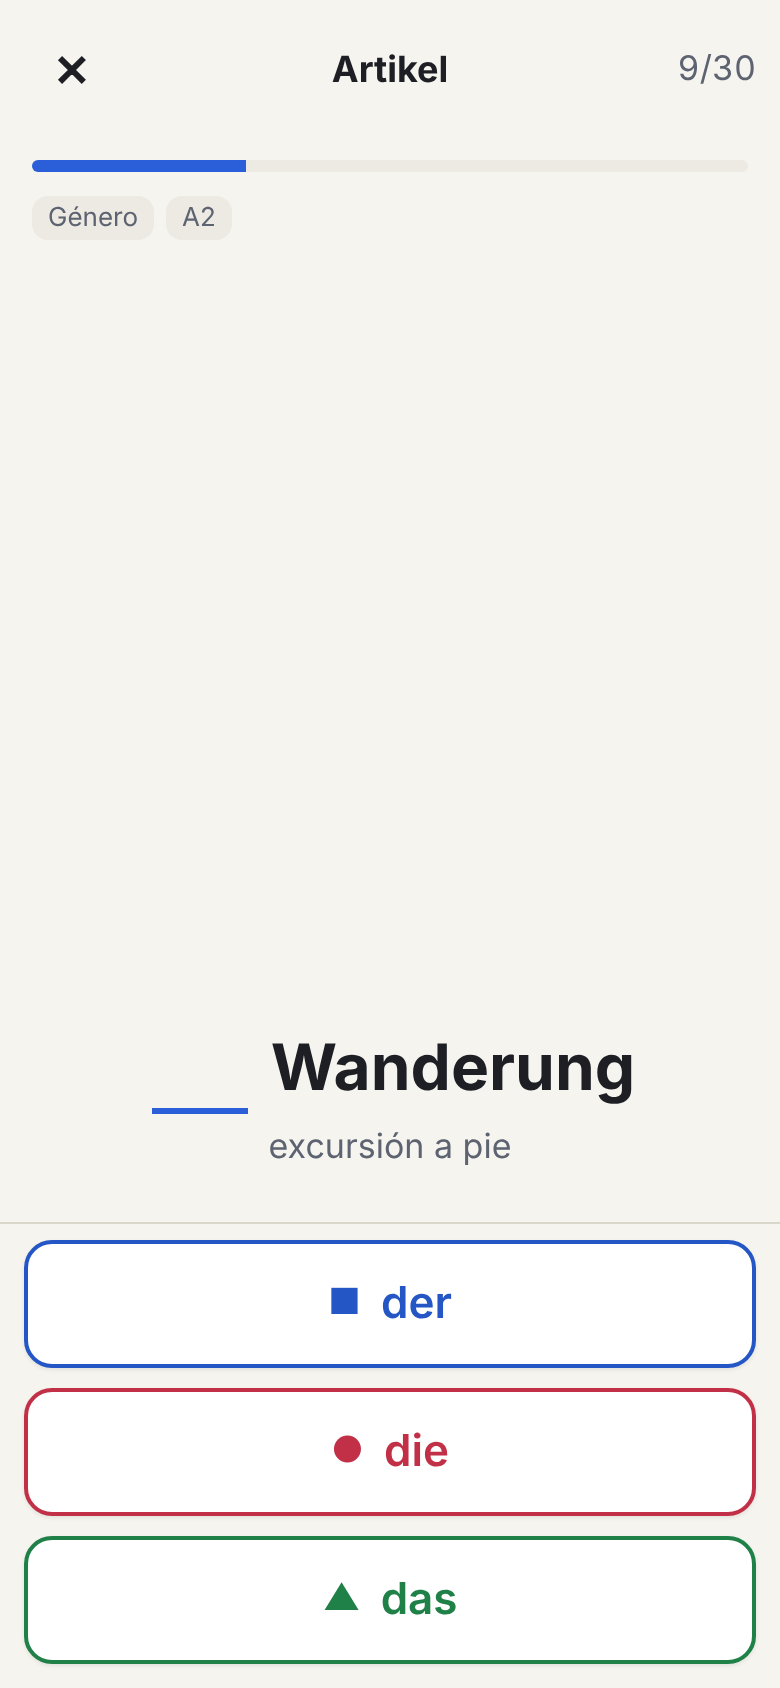 Artikel
9/30
Género
A2
Wanderung
excursión a pie
der
die
das